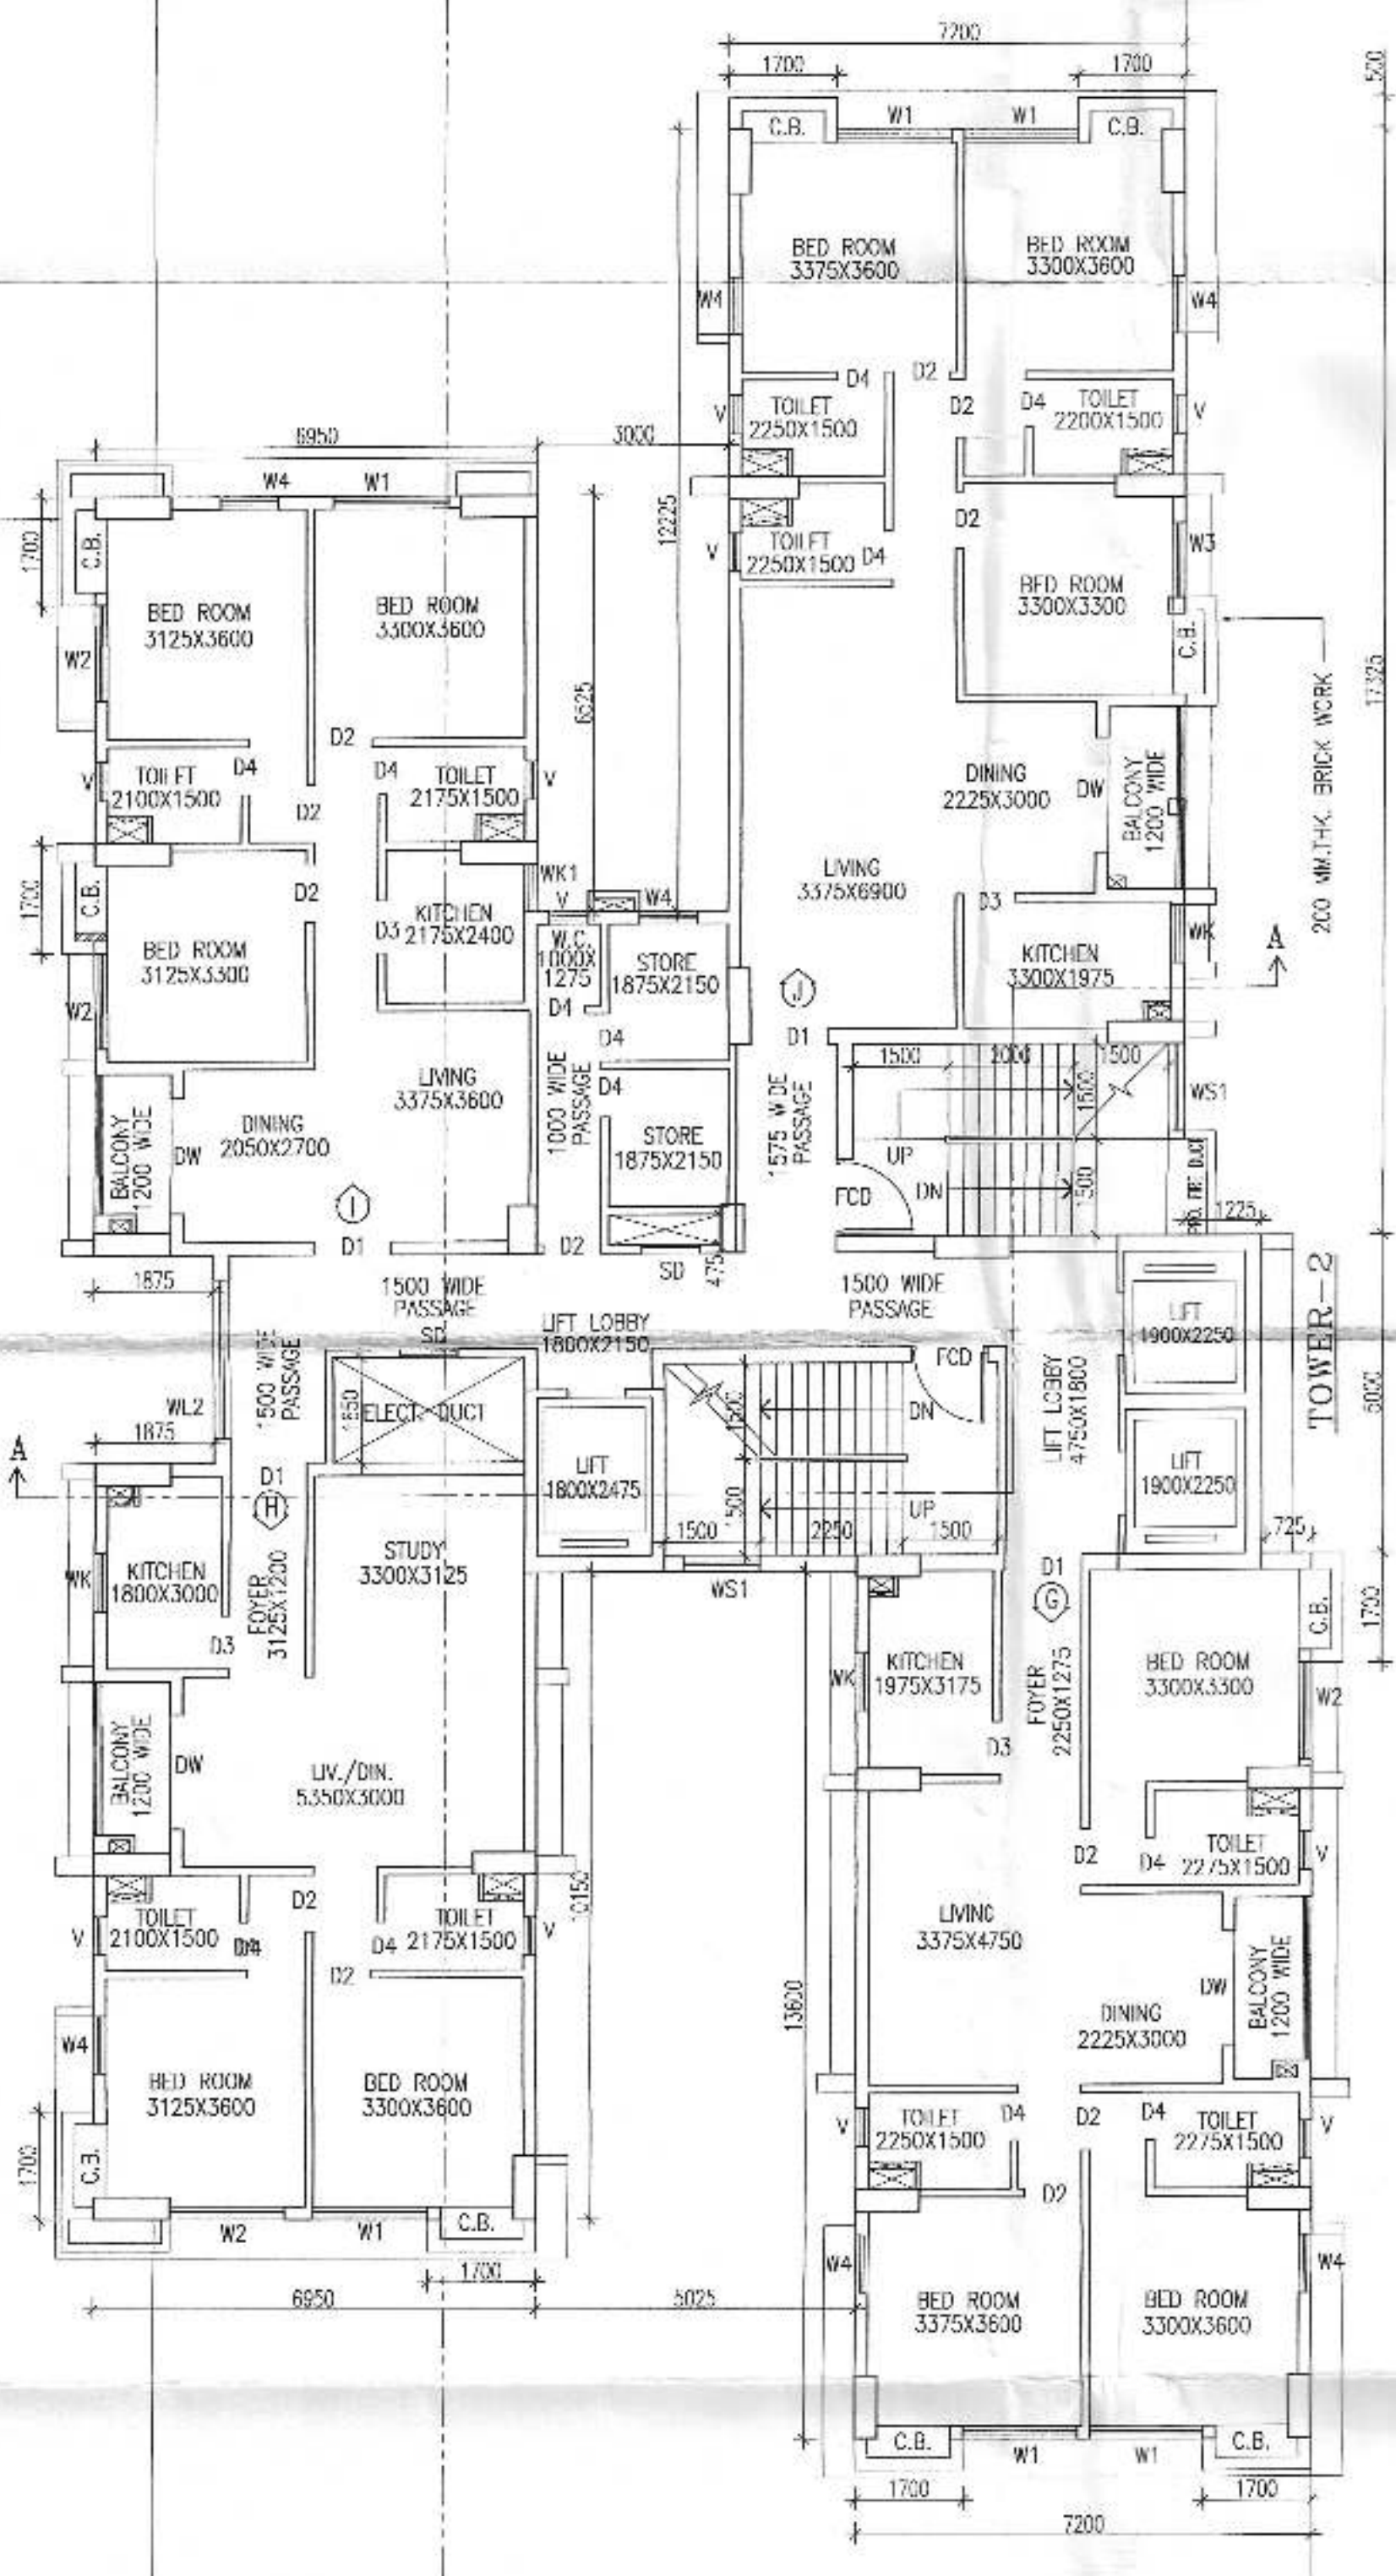 7200
1700
1700
500
C.B.
W1
W1
C.B.
BED ROOM
3375X3600
BED ROOM
3300X3600
W4
W4
D4
D2
D2
D4
TOILET
2250X1500
TOILET
2200X1500
V
V
6950
3000
12225
W4
W1
D2
W3
1700
C.B.
V
TOILET
2250X1500
D4
BED ROOM
3300X3300
BED ROOM
3125X3600
BED ROOM
3300X3600
C.B.
W2
6525
17325
200 MM.THK. BRICK WORK
D2
TOILET
2100X1500
D4
D4
TOILET
2175X1500
V
V
D2
DINING
2225X3000
DW
BALCONY
1200 WIDE
1700
C.B.
D2
WK1
V
W4
LIVING
3375X6900
D3
KITCHEN
2175X2400
D3
WK
A
BED ROOM
3125X3300
W.C.
1000X
1275
STORE
1875X2150
KITCHEN
3300X1975
W2
D4
D4
J
D1
1500
2000
1500
LIVING
3375X3600
1000 WIDE
PASSAGE
D4
1575 WIDE
PASSAGE
1500
WS1
BALCONY
1200 WIDE
DW
DINING
2050X2700
STORE
1875X2150
UP
FCD
DN
1500
PRO. FIRE DUCT
1225
I
D1
D2
SD
475
1875
1500 WIDE
PASSAGE
1500 WIDE
PASSAGE
LIFT
1900X2250
TOWER-2
SD
LIFT LOBBY
1800X2150
1500 WIDE
PASSAGE
FCD
LIFT LOBBY
4750X1800
5000
WL2
1650
ELECT. DUCT
1500
DN
1875
A
D1
H
LIFT
1800X2475
LIFT
1900X2250
1500
UP
1500
2250
1500
725
STUDY
3300X3125
KITCHEN
1800X3000
WK
FOYER
3125X1200
WS1
D1
G
C.B.
1700
D3
KITCHEN
1975X3175
WK
FOYER
2250X1275
BED ROOM
3300X3300
W2
D3
BALCONY
1200 WIDE
DW
LIV./DIN.
5350X3000
D2
D4
TOILET
2275X1500
V
D2
TOILET
2100X1500
V
D4
D4
TOILET
2175X1500
V
10150
LIVING
3375X4750
D2
BALCONY
1200 WIDE
DW
13600
DINING
2225X3000
W4
BED ROOM
3125X3600
BED ROOM
3300X3600
V
TOILET
2250X1500
D4
D2
D4
TOILET
2275X1500
V
1700
C.B.
D2
W2
W1
C.B.
W4
W4
1700
BED ROOM
3375X3600
BED ROOM
3300X3600
6950
5025
C.B.
W1
W1
C.B.
1700
1700
7200